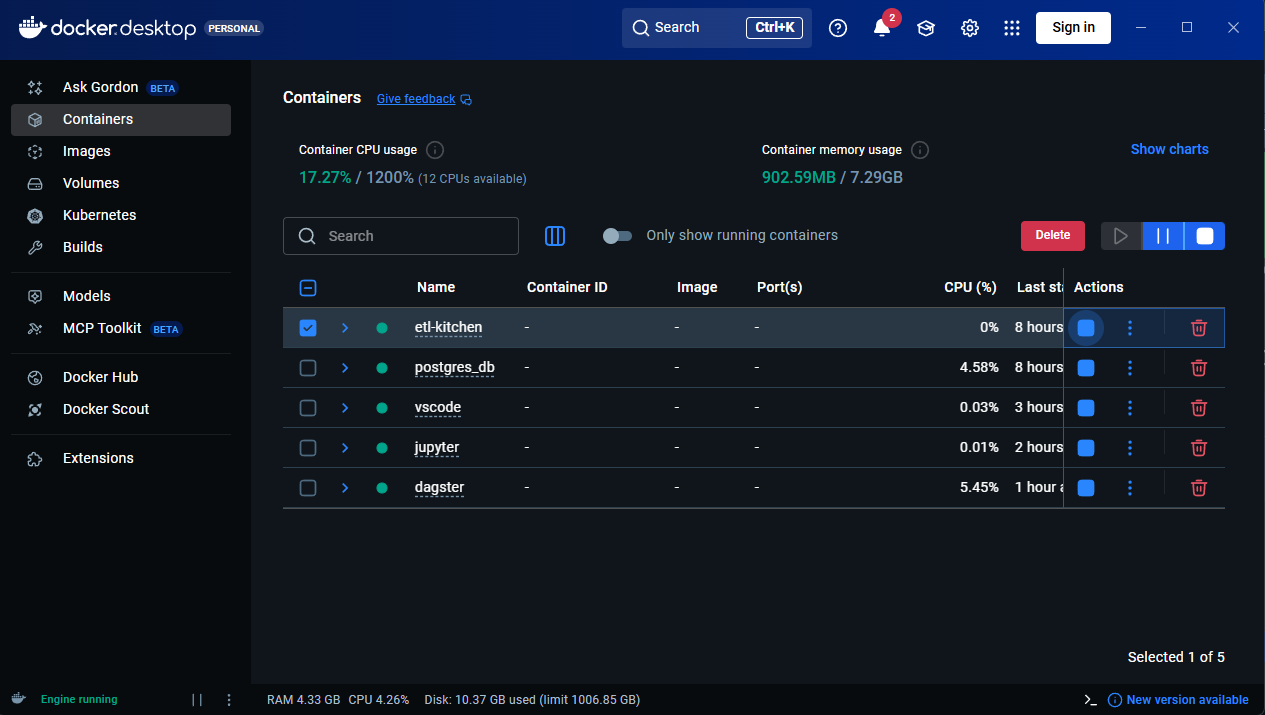 docker.desktop PERSONAL Search Ctrl+K 2 Sign in
Ask Gordon BETA
Containers
Images
Volumes
Kubernetes
Builds
Models
MCP Toolkit BETA
Docker Hub
Docker Scout
Extensions
Containers Give feedback
Container CPU usage
17.27% / 1200% (12 CPUs available)
Container memory usage
902.59MB / 7.29GB
Show charts
Search Only show running containers Delete
Name Container ID Image Port(s) CPU (%) Last sta Actions
etl-kitchen - - - 0% 8 hours
postgres_db - - - 4.58% 8 hours
vscode - - - 0.03% 3 hours
jupyter - - - 0.01% 2 hours
dagster - - - 5.45% 1 hour a
Selected 1 of 5
Engine running RAM 4.33 GB CPU 4.26% Disk: 10.37 GB used (limit 1006.85 GB) New version available